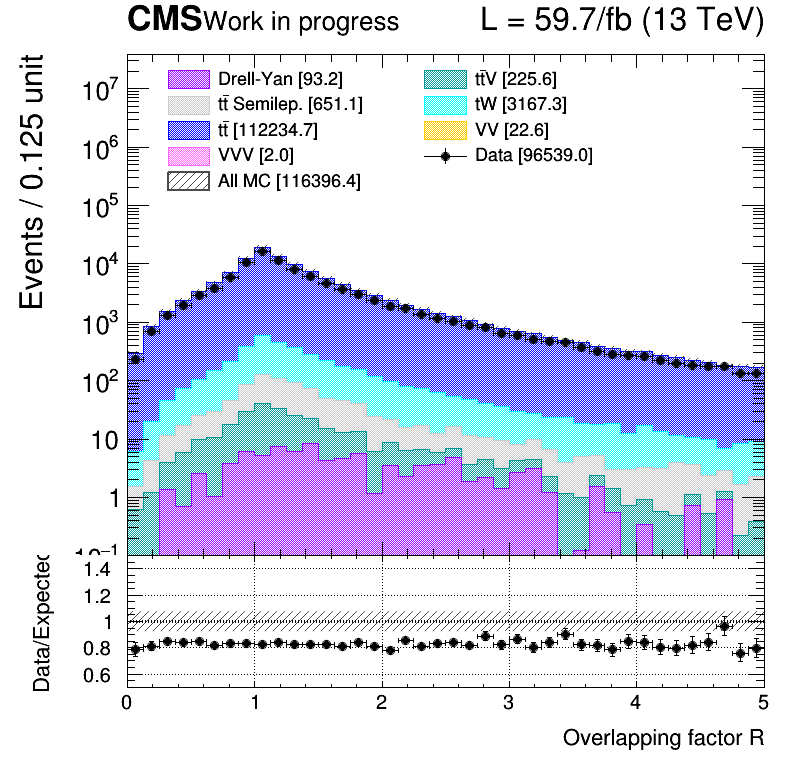 CMS Work in progress L = 59.7/fb (13 TeV)
Events / 0.125 unit
10⁷
10⁶
10⁵
10⁴
10³
10²
10
1
10⁻¹
Drell-Yan [93.2]
tt̄ Semilep. [651.1]
tt̄ [112234.7]
VVV [2.0]
All MC [116396.4]
tt̄V [225.6]
tW [3167.3]
VV [22.6]
Data [96539.0]
Data/Expected
1.4
1.2
1
0.8
0.6
0 1 2 3 4 5
Overlapping factor R